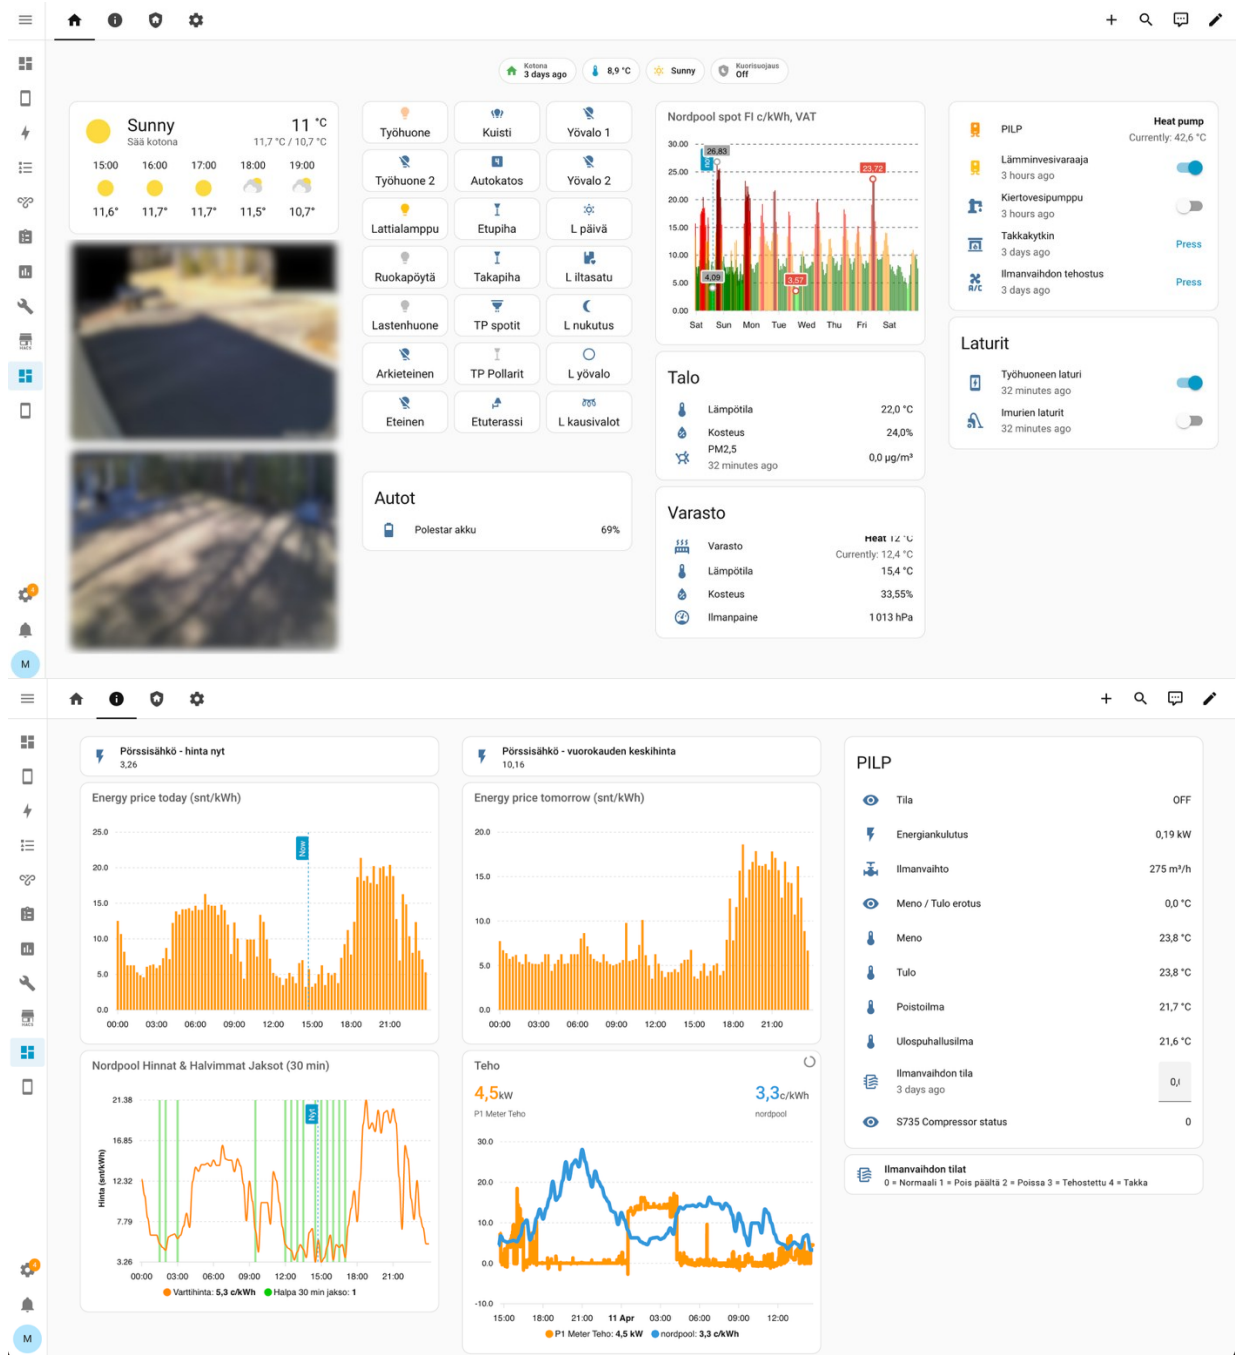 Kotona
3 days ago
8,9 °C
Sunny
Kuorisuojaus
Off
Sunny
Sää kotona
11 °C
11,7 °C / 10,7 °C
15:00 16:00 17:00 18:00 19:00
11,6° 11,7° 11,7° 11,5° 10,7°
Työhuone Kuisti Yövalo 1
Työhuone 2 Autokatos Yövalo 2
Lattialamppu Etupiha L päivä
Ruokapöytä Takapiha L iltasatu
Lastenhuone TP spotit L nukutus
Arkieteinen TP Pollarit L yövalo
Eteinen Etuterassi L kausivalot
Autot
Polestar akku 69%
Nordpool spot FI c/kWh, VAT
30.00
25.00
20.00
15.00
10.00
5.00
0.00
26,83
23,72
4,09
3,57
Sat Sun Mon Tue Wed Thu Fri Sat
Talo
Lämpötila 22,0 °C
Kosteus 24,0%
PM2,5
32 minutes ago
0,0 µg/m³
Varasto
Varasto
Heat 12 °C
Currently: 12,4 °C
Lämpötila 15,4 °C
Kosteus 33,55%
Ilmanpaine 1 013 hPa
PILP
Heat pump
Currently: 42,6 °C
Lämminvesivaraaja
3 hours ago
Kiertovesipumppu
3 hours ago
Takkakytkin
3 days ago
Press
A/C
Ilmanvaihdon tehostus
3 days ago
Press
Laturit
Työhuoneen laturi
32 minutes ago
Imurien laturit
32 minutes ago
HACS
4
M
Pörssisähkö - hinta nyt
3,26
Energy price today (snt/kWh)
25.0
20.0
15.0
10.0
5.0
0.0
Now
00:00 03:00 06:00 09:00 12:00 15:00 18:00 21:00
Nordpool Hinnat & Halvimmat Jaksot (30 min)
Hinta (snt/kWh)
21.38
16.85
12.32
7.79
3.26
Nyt
00:00 03:00 06:00 09:00 12:00 15:00 18:00 21:00
Varttihinta: 5,3 c/kWh Halpa 30 min jakso: 1
Pörssisähkö - vuorokauden keskihinta
10,16
Energy price tomorrow (snt/kWh)
20.0
15.0
10.0
5.0
0.0
00:00 03:00 06:00 09:00 12:00 15:00 18:00 21:00
Teho
4,5kW
P1 Meter Teho
3,3c/kWh
nordpool
30.0
20.0
10.0
0.0
-10.0
15:00 18:00 21:00 11 Apr 03:00 06:00 09:00 12:00
P1 Meter Teho: 4,5 kW nordpool: 3,3 c/kWh
PILP
Tila OFF
Energiankulutus 0,19 kW
Ilmanvaihto 275 m³/h
Meno / Tulo erotus 0,0 °C
Meno 23,8 °C
Tulo 23,8 °C
Poistoilma 21,7 °C
Ulospuhallusilma 21,6 °C
Ilmanvaihdon tila
3 days ago
S735 Compressor status 0
Ilmanvaihdon tilat
0 = Normaali 1 = Pois päältä 2 = Poissa 3 = Tehostettu 4 = Takka
HACS
4
M